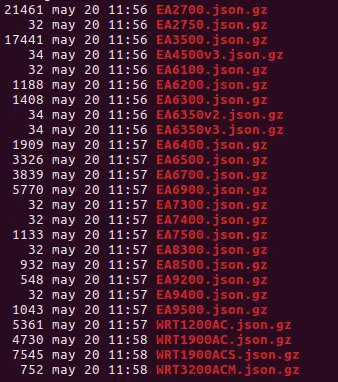 21461 may 20 11:56 EA2700.json.gz
32 may 20 11:56 EA2750.json.gz
17441 may 20 11:56 EA3500.json.gz
34 may 20 11:56 EA4500v3.json.gz
32 may 20 11:56 EA6100.json.gz
1188 may 20 11:56 EA6200.json.gz
1408 may 20 11:56 EA6300.json.gz
34 may 20 11:56 EA6350v2.json.gz
34 may 20 11:56 EA6350v3.json.gz
1909 may 20 11:57 EA6400.json.gz
3326 may 20 11:57 EA6500.json.gz
3839 may 20 11:57 EA6700.json.gz
5770 may 20 11:57 EA6900.json.gz
32 may 20 11:57 EA7300.json.gz
32 may 20 11:57 EA7400.json.gz
1133 may 20 11:57 EA7500.json.gz
32 may 20 11:57 EA8300.json.gz
932 may 20 11:57 EA8500.json.gz
548 may 20 11:57 EA9200.json.gz
32 may 20 11:57 EA9400.json.gz
1043 may 20 11:57 EA9500.json.gz
5361 may 20 11:57 WRT1200AC.json.gz
4730 may 20 11:58 WRT1900AC.json.gz
7545 may 20 11:58 WRT1900ACS.json.gz
752 may 20 11:58 WRT3200ACM.json.gz